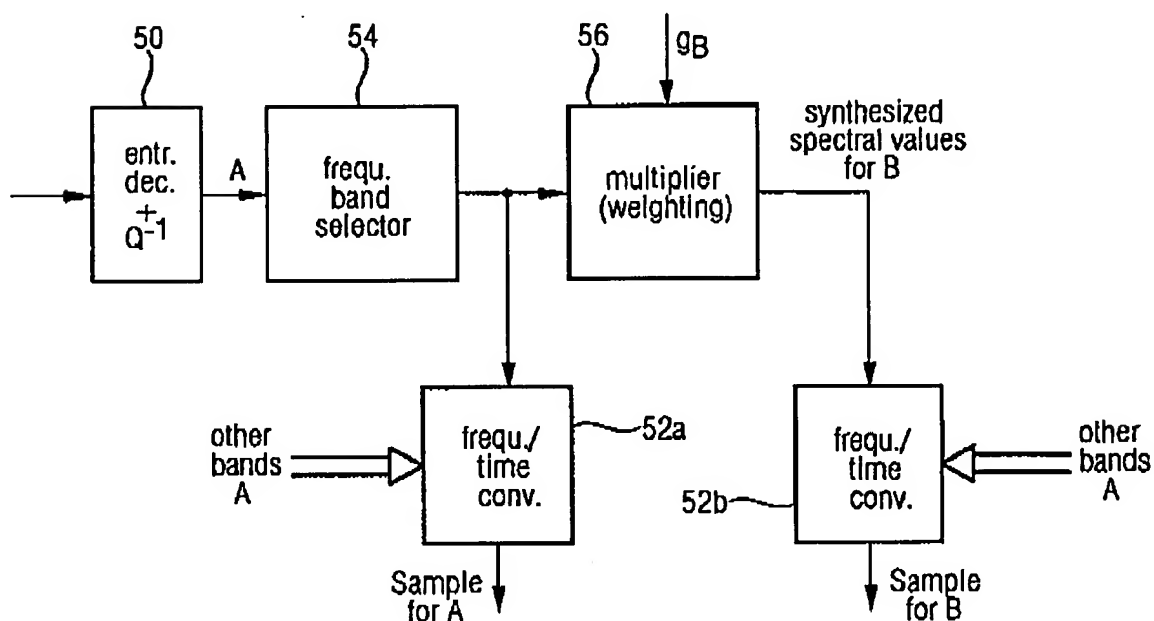 50
54
56
gB
entr.
dec.
+
Q-1
A
frequ.
band
selector
multiplier
(weighting)
synthesized
spectral values
for B
other
bands
A
frequ./
time
conv.
52a
52b
frequ./
time
conv.
other
bands
A
Sample
for A
Sample
for B